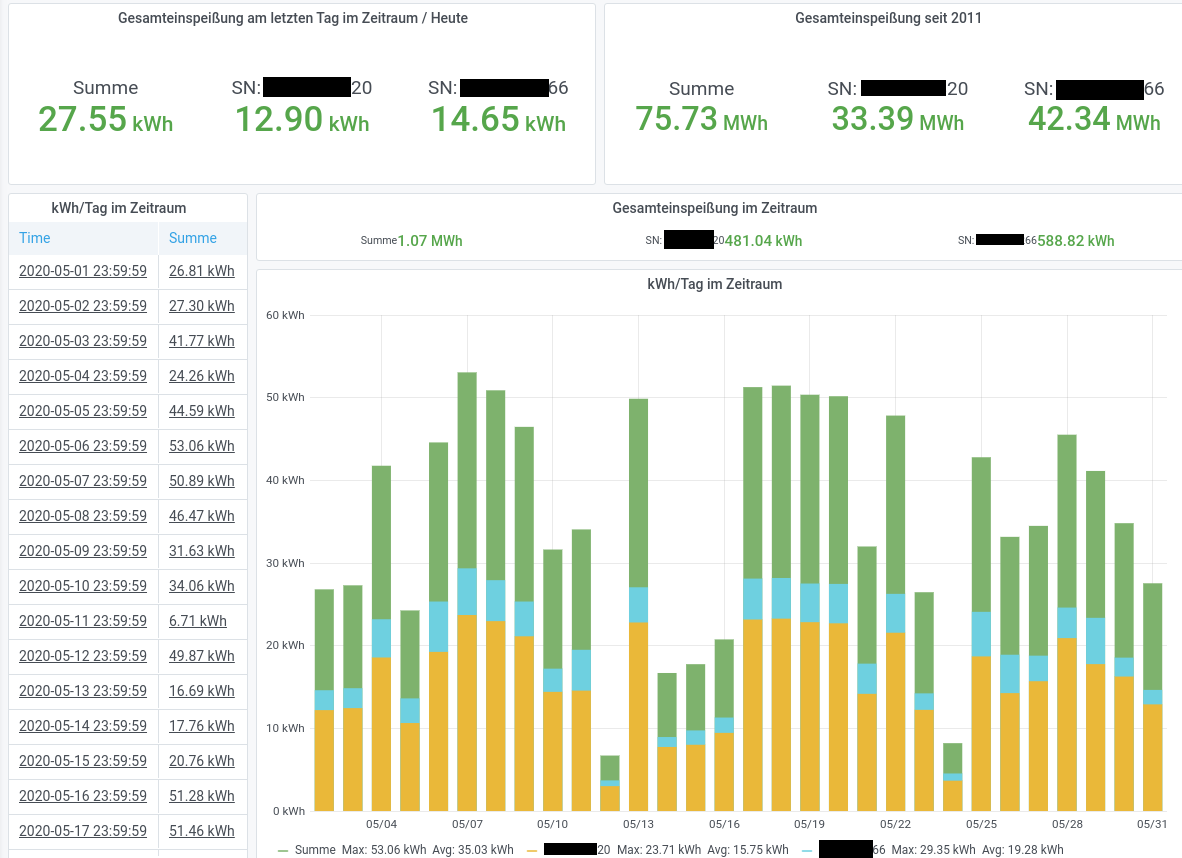 Gesamteinspeißung am letzten Tag im Zeitraum / Heute
Summe
27.55 kWh
SN: 20
12.90 kWh
SN: 66
14.65 kWh
Gesamteinspeißung seit 2011
Summe
75.73 MWh
SN: 20
33.39 MWh
SN: 66
42.34 MWh
kWh/Tag im Zeitraum
Time Summe
2020-05-01 23:59:59 26.81 kWh
2020-05-02 23:59:59 27.30 kWh
2020-05-03 23:59:59 41.77 kWh
2020-05-04 23:59:59 24.26 kWh
2020-05-05 23:59:59 44.59 kWh
2020-05-06 23:59:59 53.06 kWh
2020-05-07 23:59:59 50.89 kWh
2020-05-08 23:59:59 46.47 kWh
2020-05-09 23:59:59 31.63 kWh
2020-05-10 23:59:59 34.06 kWh
2020-05-11 23:59:59 6.71 kWh
2020-05-12 23:59:59 49.87 kWh
2020-05-13 23:59:59 16.69 kWh
2020-05-14 23:59:59 17.76 kWh
2020-05-15 23:59:59 20.76 kWh
2020-05-16 23:59:59 51.28 kWh
2020-05-17 23:59:59 51.46 kWh
Gesamteinspeißung im Zeitraum
Summe 1.07 MWh
SN: 20 481.04 kWh
SN: 66 588.82 kWh
kWh/Tag im Zeitraum
60 kWh
50 kWh
40 kWh
30 kWh
20 kWh
10 kWh
0 kWh
05/04 05/07 05/10 05/13 05/16 05/19 05/22 05/25 05/28 05/31
Summe Max: 53.06 kWh Avg: 35.03 kWh 20 Max: 23.71 kWh Avg: 15.75 kWh 66 Max: 29.35 kWh Avg: 19.28 kWh